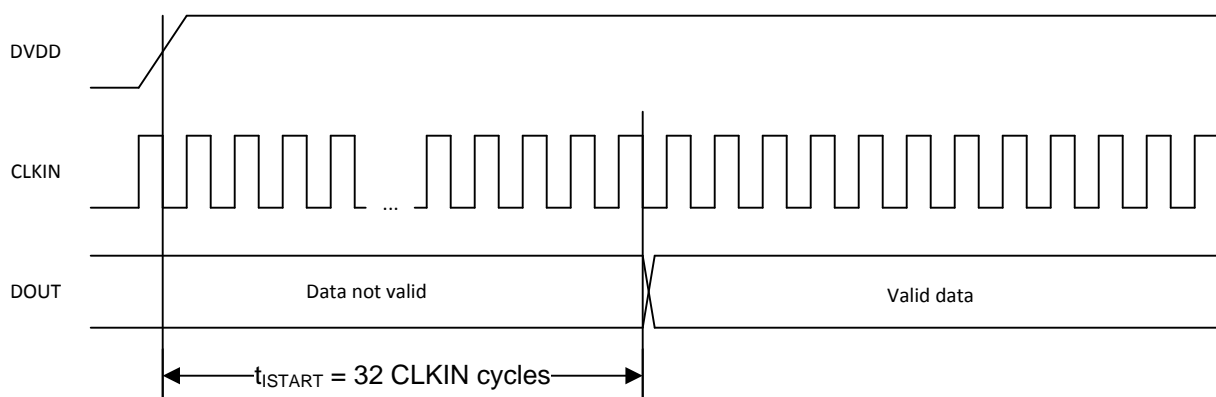 DVDD
CLKIN
...
DOUT
Data not valid
Valid data
tISTART = 32 CLKIN cycles